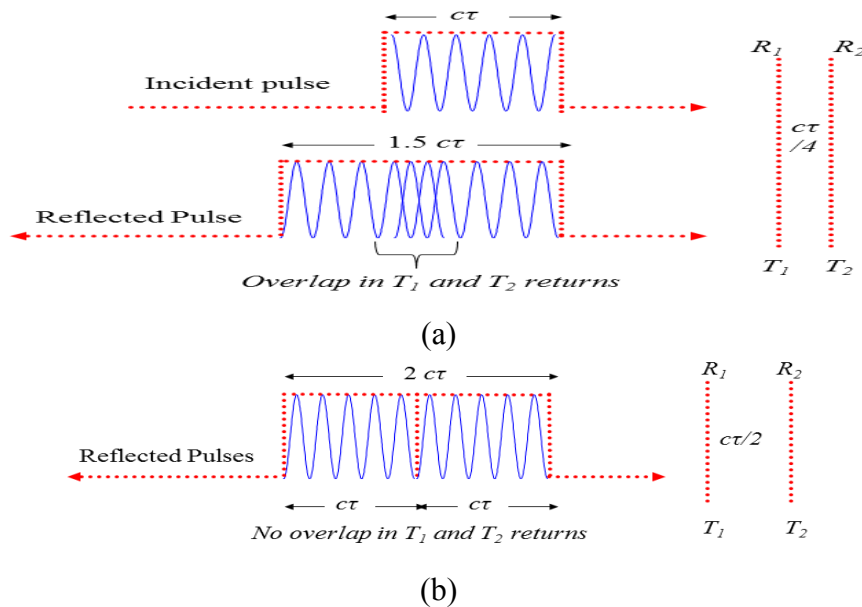 cτ
Incident pulse
R₁ R₂
cτ
/4
1.5 cτ
Reflected Pulse
Overlap in T₁ and T₂ returns
T₁ T₂
(a)
2 cτ
R₁ R₂
Reflected Pulses
cτ/2
cτ cτ
No overlap in T₁ and T₂ returns
T₁ T₂
(b)